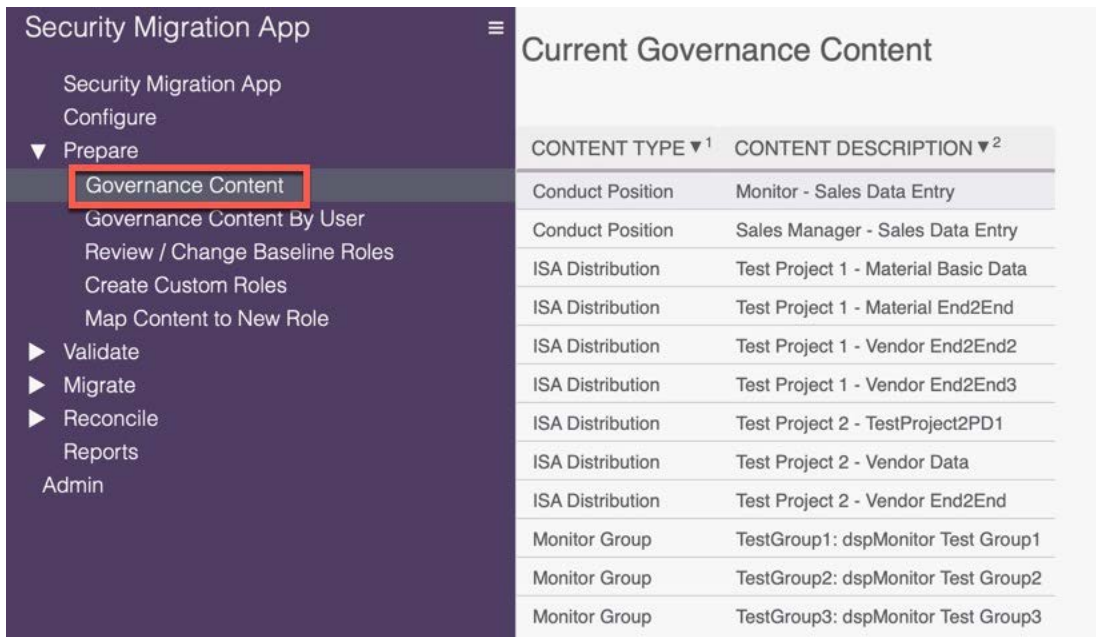 Security Migration App
Security Migration App
Configure
Prepare
Governance Content
Governance Content By User
Review / Change Baseline Roles
Create Custom Roles
Map Content to New Role
Validate
Migrate
Reconcile
Reports
Admin
Current Governance Content
CONTENT TYPE ▼1 CONTENT DESCRIPTION ▼2
Conduct Position Monitor - Sales Data Entry
Conduct Position Sales Manager - Sales Data Entry
ISA Distribution Test Project 1 - Material Basic Data
ISA Distribution Test Project 1 - Material End2End
ISA Distribution Test Project 1 - Vendor End2End2
ISA Distribution Test Project 1 - Vendor End2End3
ISA Distribution Test Project 2 - TestProject2PD1
ISA Distribution Test Project 2 - Vendor Data
ISA Distribution Test Project 2 - Vendor End2End
Monitor Group TestGroup1: dspMonitor Test Group1
Monitor Group TestGroup2: dspMonitor Test Group2
Monitor Group TestGroup3: dspMonitor Test Group3